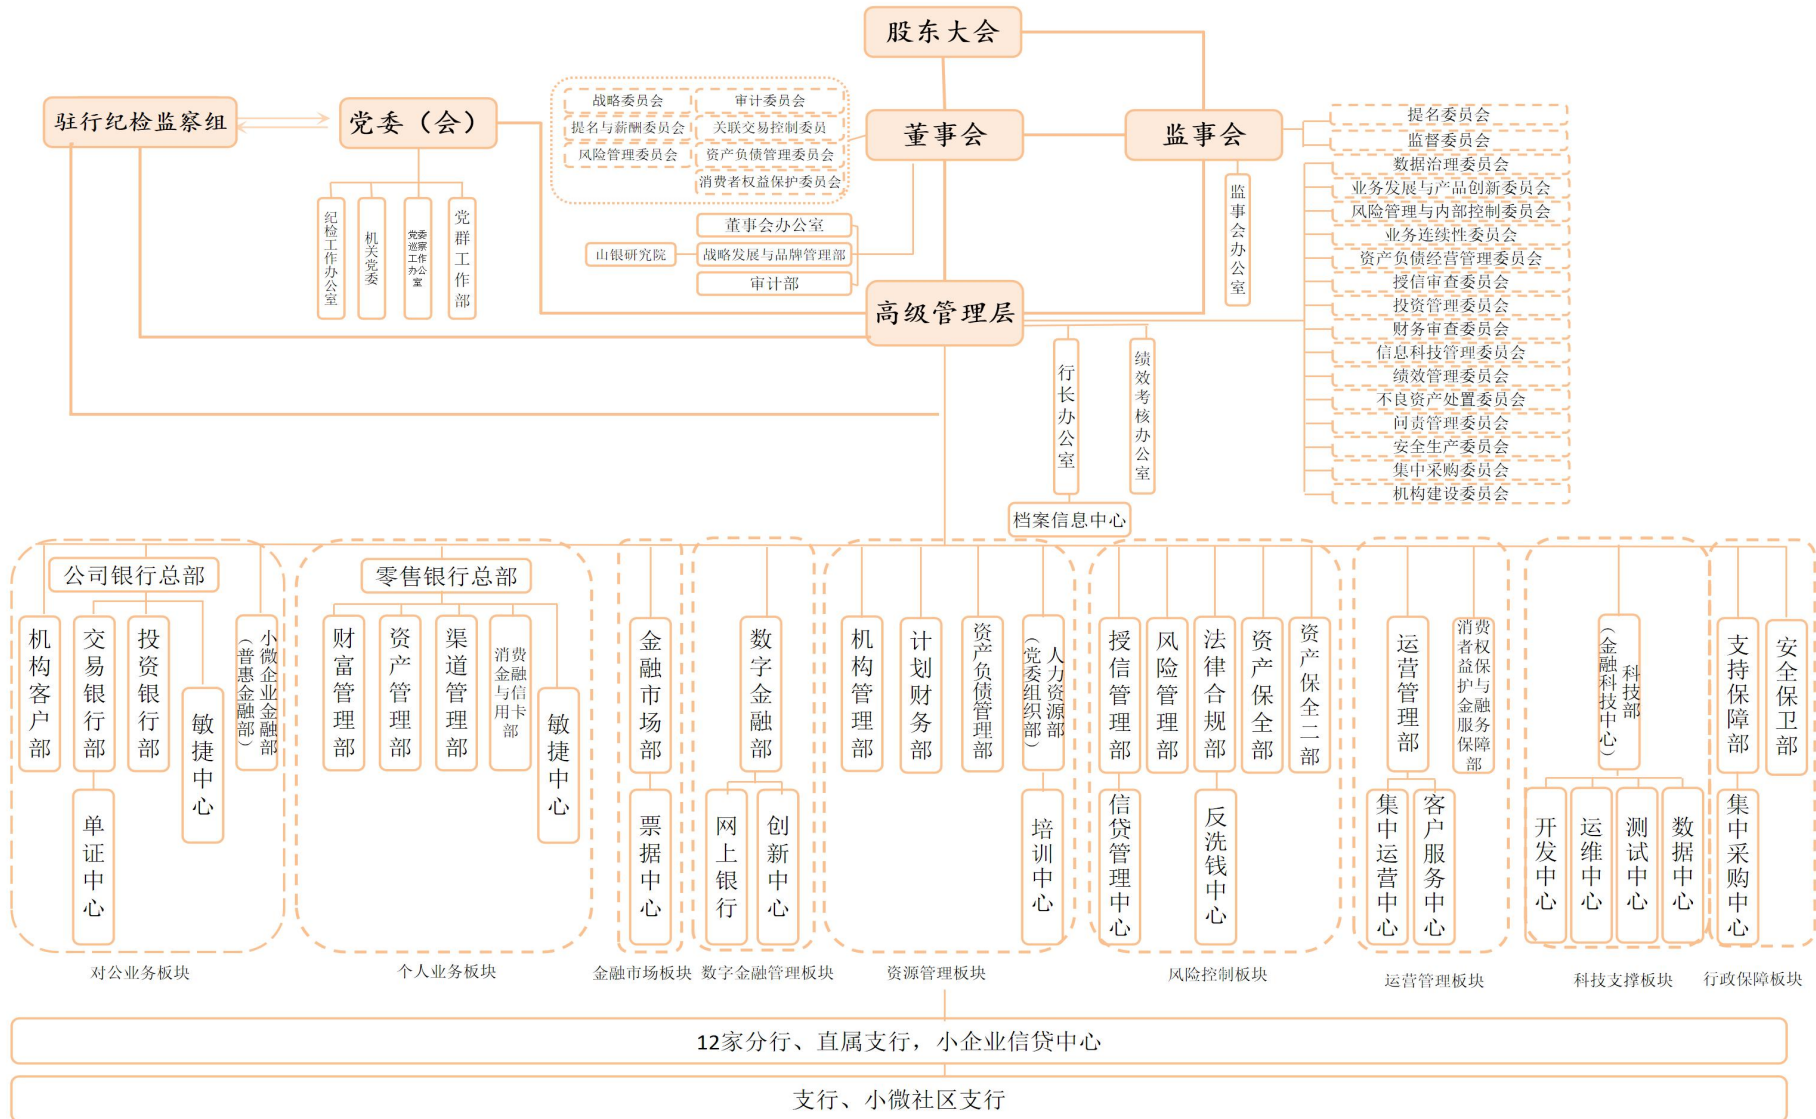 股东大会
驻行纪检监察组
党委（会）
董事会
监事会
战略委员会
审计委员会
提名与薪酬委员会
关联交易控制委员
风险管理委员会
资产负债管理委员会
消费者权益保护委员会
提名委员会
监督委员会
数据治理委员会
业务发展与产品创新委员会
风险管理与内部控制委员会
业务连续性委员会
资产负债经营管理委员会
授信审查委员会
投资管理委员会
财务审查委员会
信息科技管理委员会
绩效管理委员会
不良资产处置委员会
问责管理委员会
安全生产委员会
集中采购委员会
机构建设委员会
纪检工作办公室
机关党委
党委巡察工作办公室
党群工作部
董事会办公室
山银研究院
战略发展与品牌管理部
审计部
监事会办公室
高级管理层
行长办公室
绩效考核办公室
档案信息中心
公司银行总部
机构客户部
交易银行部
投资银行部
敏捷中心
小微企业金融部
（普惠金融部）
单证中心
零售银行总部
财富管理部
资产管理部
渠道管理部
消费金融与信用卡部
敏捷中心
金融市场部
票据中心
数字金融部
网上银行
创新中心
机构管理部
计划财务部
资产负债管理部
人力资源部
（党委组织部）
培训中心
授信管理部
风险管理部
法律合规部
资产保全部
资产保全二部
信贷管理中心
反洗钱中心
运营管理部
消费者权益保护与金融服务保障部
集中运营中心
客户服务中心
科技部
（金融科技中心）
开发中心
运维中心
测试中心
数据中心
支持保障部
安全保卫部
集中采购中心
对公业务板块
个人业务板块
金融市场板块
数字金融管理板块
资源管理板块
风险控制板块
运营管理板块
科技支撑板块
行政保障板块
12家分行、直属支行，小企业信贷中心
支行、小微社区支行